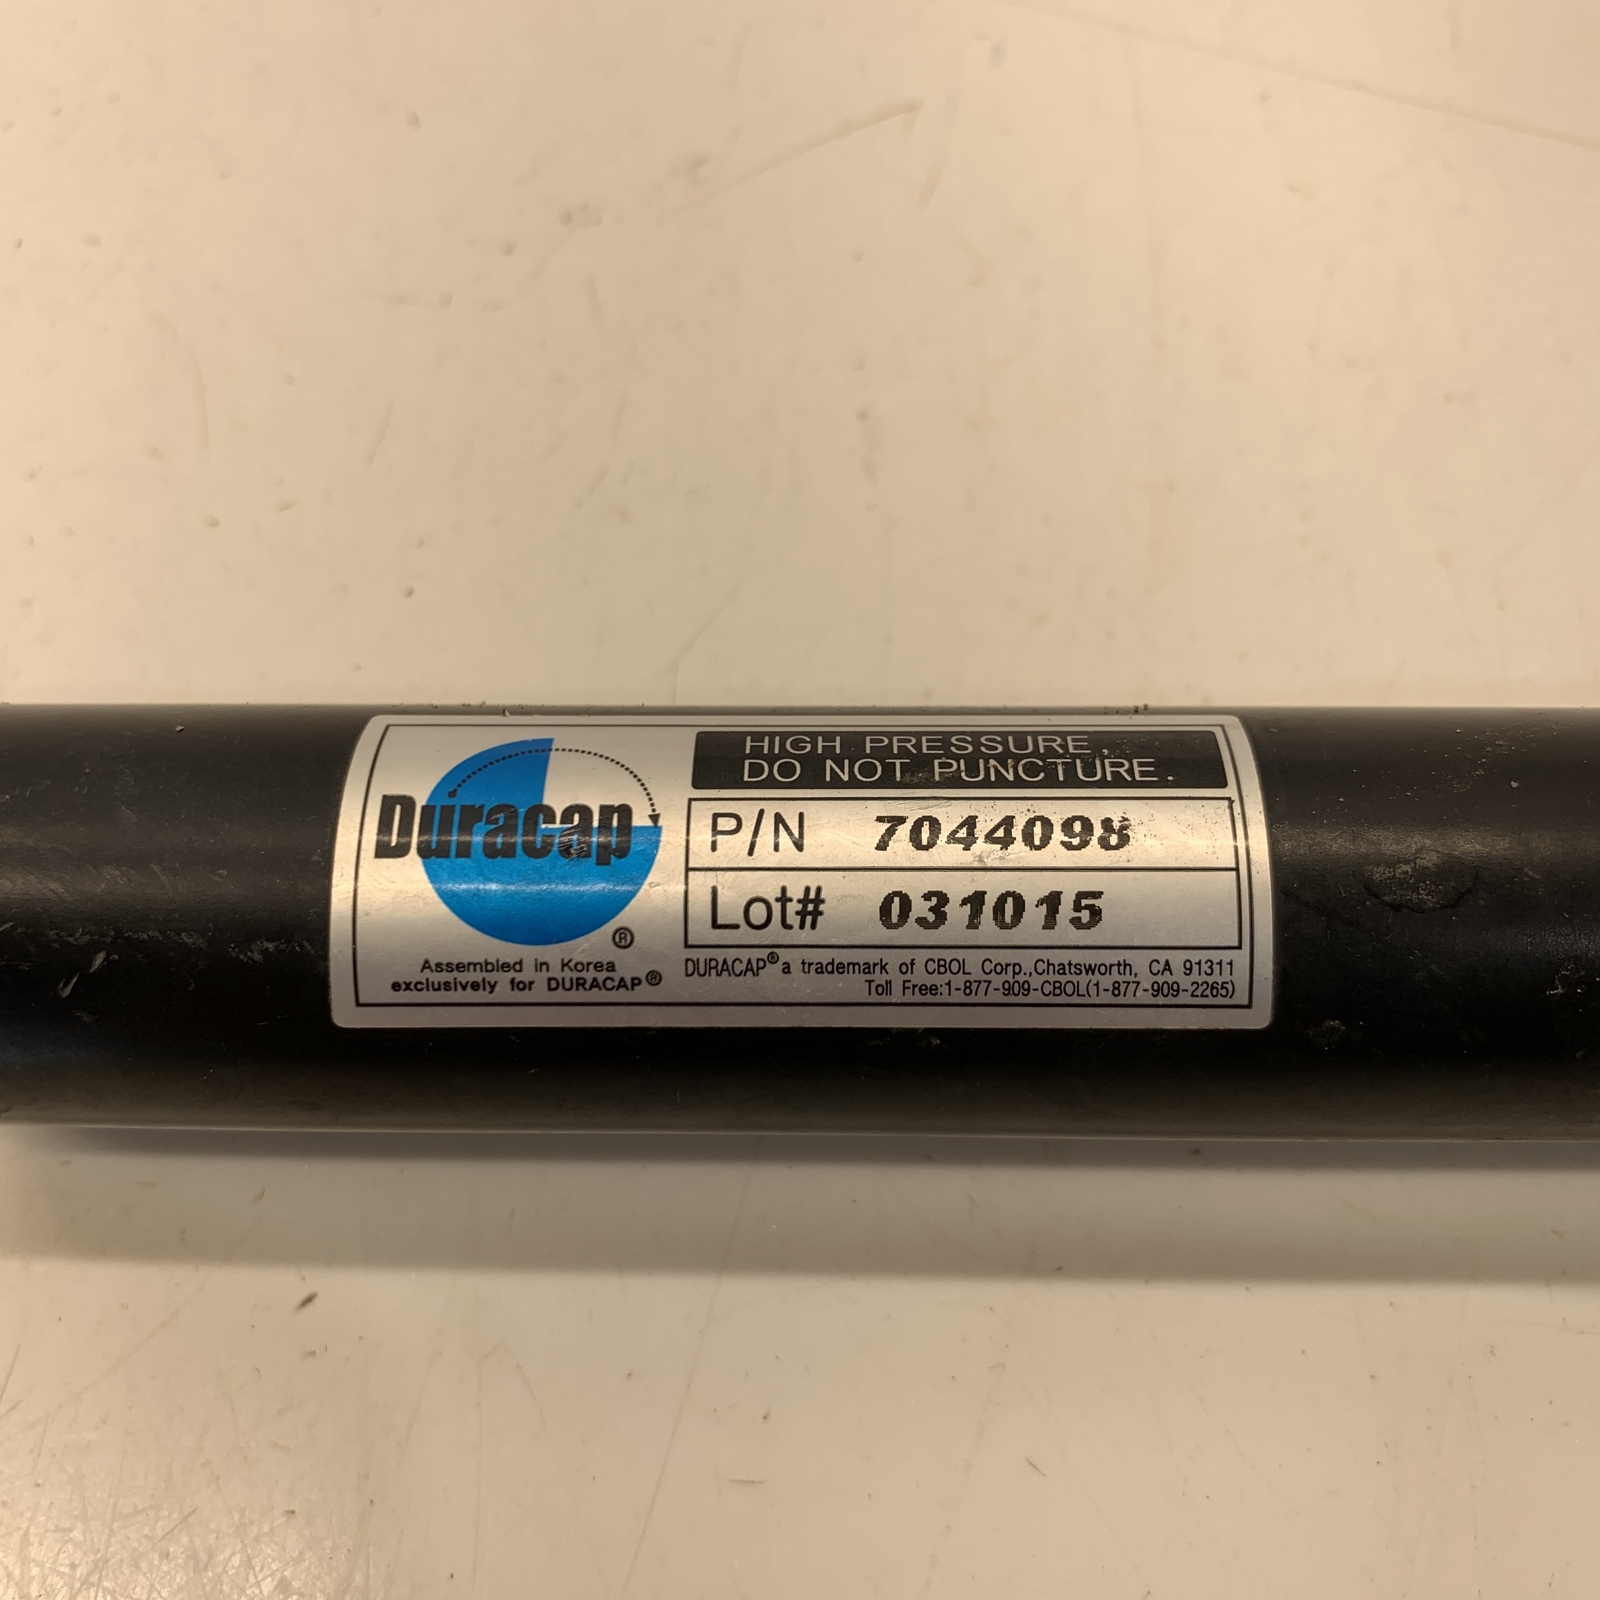 Duracap
®
Assembled in Korea
exclusively for DURACAP®
HIGH PRESSURE,
DO NOT PUNCTURE.
P/N 7044098
Lot# 031015
DURACAP® a trademark of CBOL Corp.,Chatsworth, CA 91311
Toll Free:1-877-909-CBOL(1-877-909-2265)